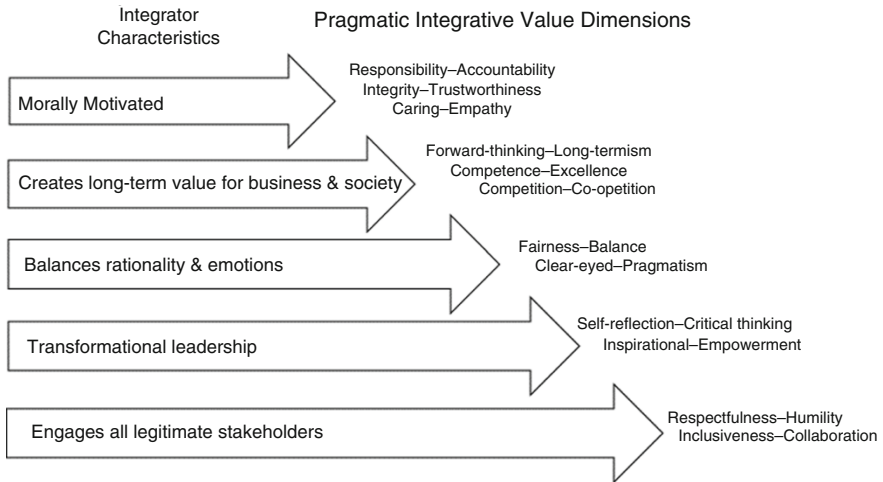 Integrator
Characteristics
Pragmatic Integrative Value Dimensions
Morally Motivated
Responsibility–Accountability
Integrity–Trustworthiness
Caring–Empathy
Creates long-term value for business & society
Forward-thinking–Long-termism
Competence–Excellence
Competition–Co-opetition
Balances rationality & emotions
Fairness–Balance
Clear-eyed–Pragmatism
Transformational leadership
Self-reflection–Critical thinking
Inspirational–Empowerment
Engages all legitimate stakeholders
Respectfulness–Humility
Inclusiveness–Collaboration